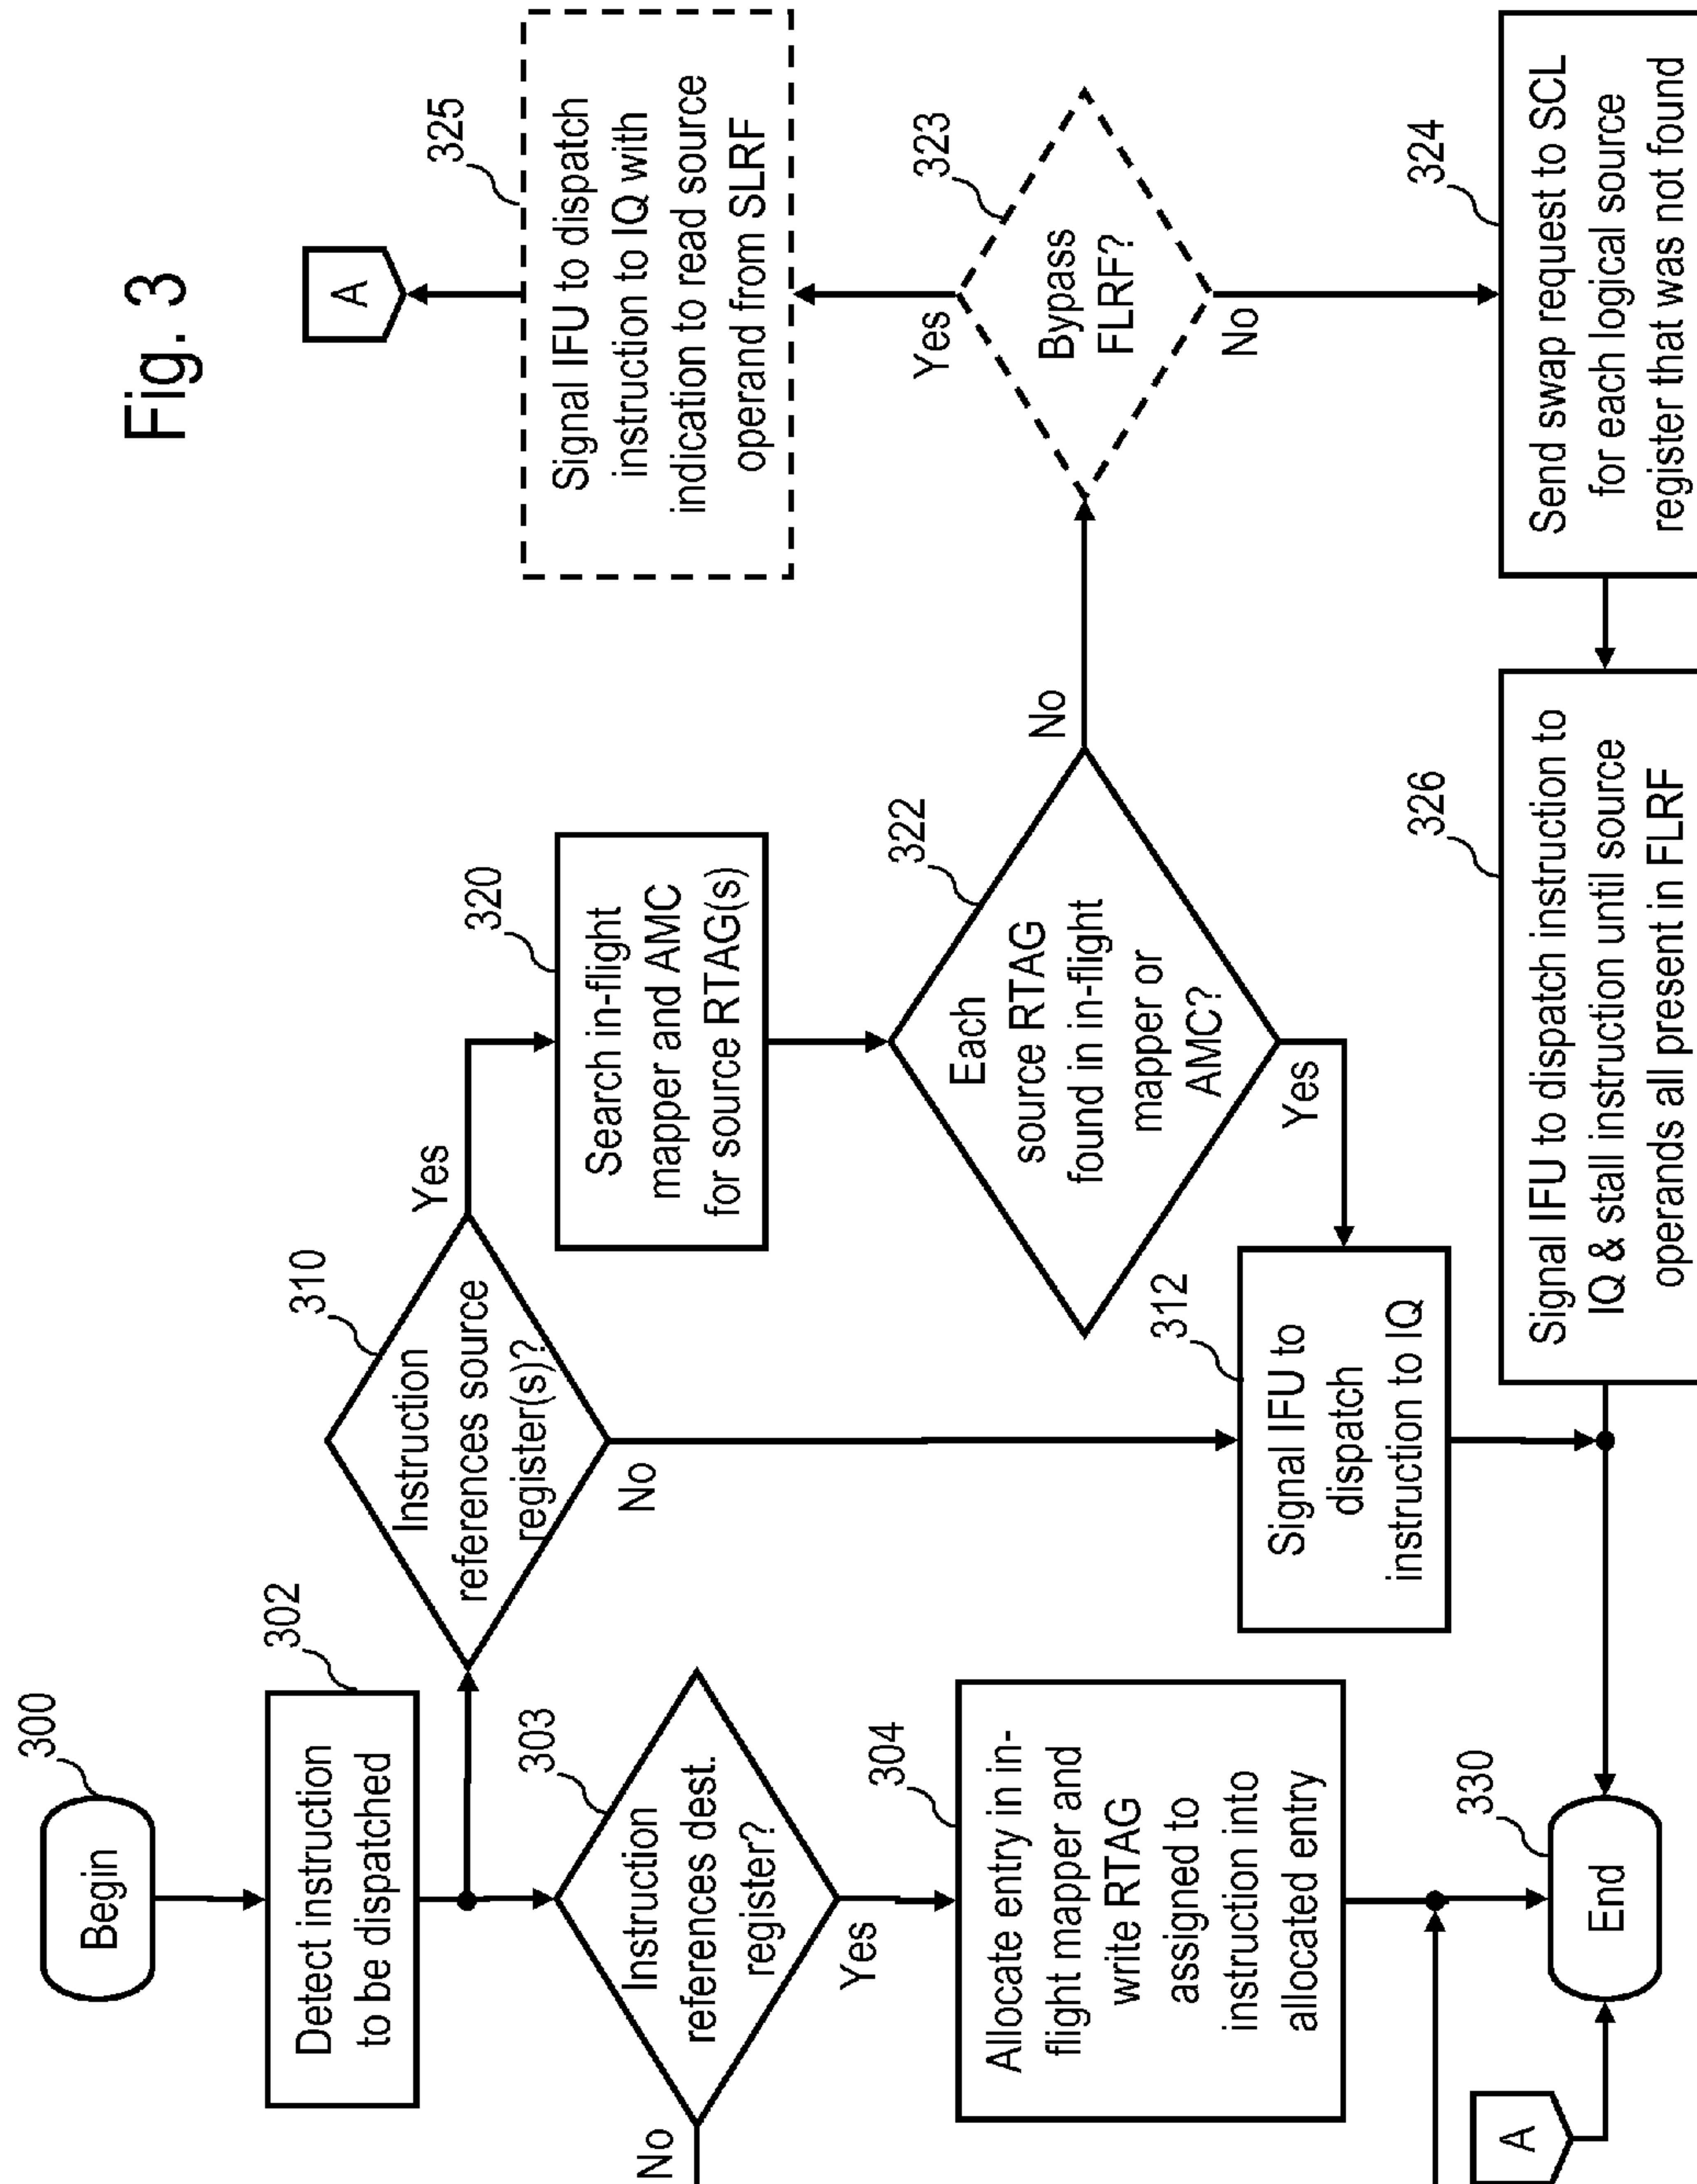 Fig. 3
300
Begin
302
Detect instruction
to be dispatched
303
Instruction
references dest.
register?
No
Yes
304
Allocate entry in in-
flight mapper and
write RTAG
assigned to
instruction into
allocated entry
310
Instruction
references source
register(s)?
Yes
No
312
Signal IFU to
dispatch
instruction to IQ
320
Search in-flight
mapper and AMC
for source RTAG(s)
322
Each
source RTAG
found in in-flight
mapper or
AMC?
No
Yes
323
Bypass
FLRF?
Yes
No
325
Signal IFU to dispatch
instruction to IQ with
indication to read source
operand from SLRF
A
324
Send swap request to SCL
for each logical source
register that was not found
326
Signal IFU to dispatch instruction to
IQ & stall instruction until source
operands all present in FLRF
330
End
A